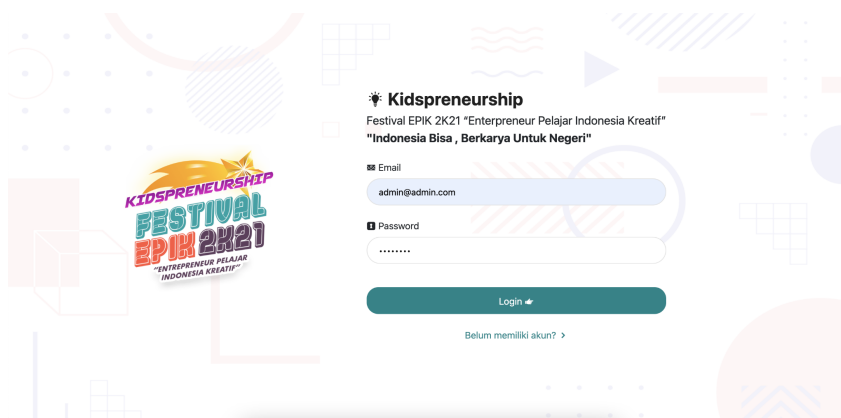 KIDSPRENEURSHIP
FESTIVAL
EPIK 2K21
"ENTREPRENEUR PELAJAR
INDONESIA KREATIF"
Kidspreneurship
Festival EPIK 2K21 “Enterpreneur Pelajar Indonesia Kreatif”
"Indonesia Bisa , Berkarya Untuk Negeri"
Email
admin@admin.com
Password
••••••••
Login
Belum memiliki akun? >